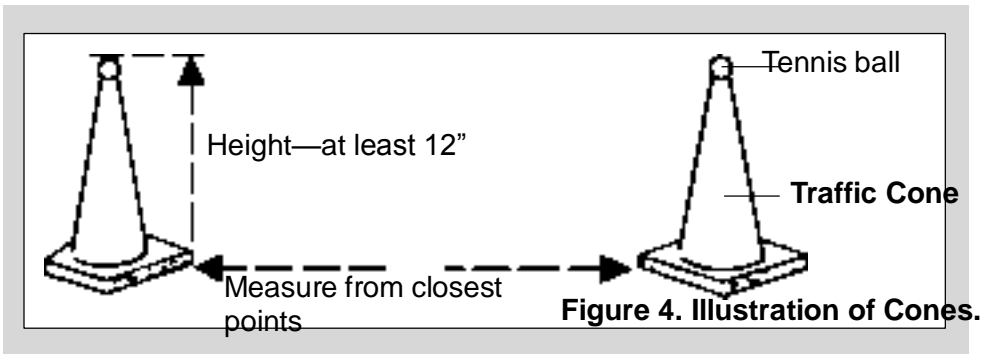 Tennis ball
Height—at least 12”
Traffic Cone
Measure from closest
points
Figure 4. Illustration of Cones.